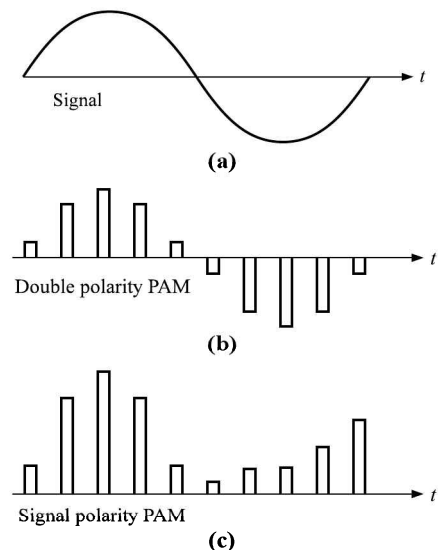 t
Signal
(a)
t
Double polarity PAM
(b)
t
Signal polarity PAM
(c)